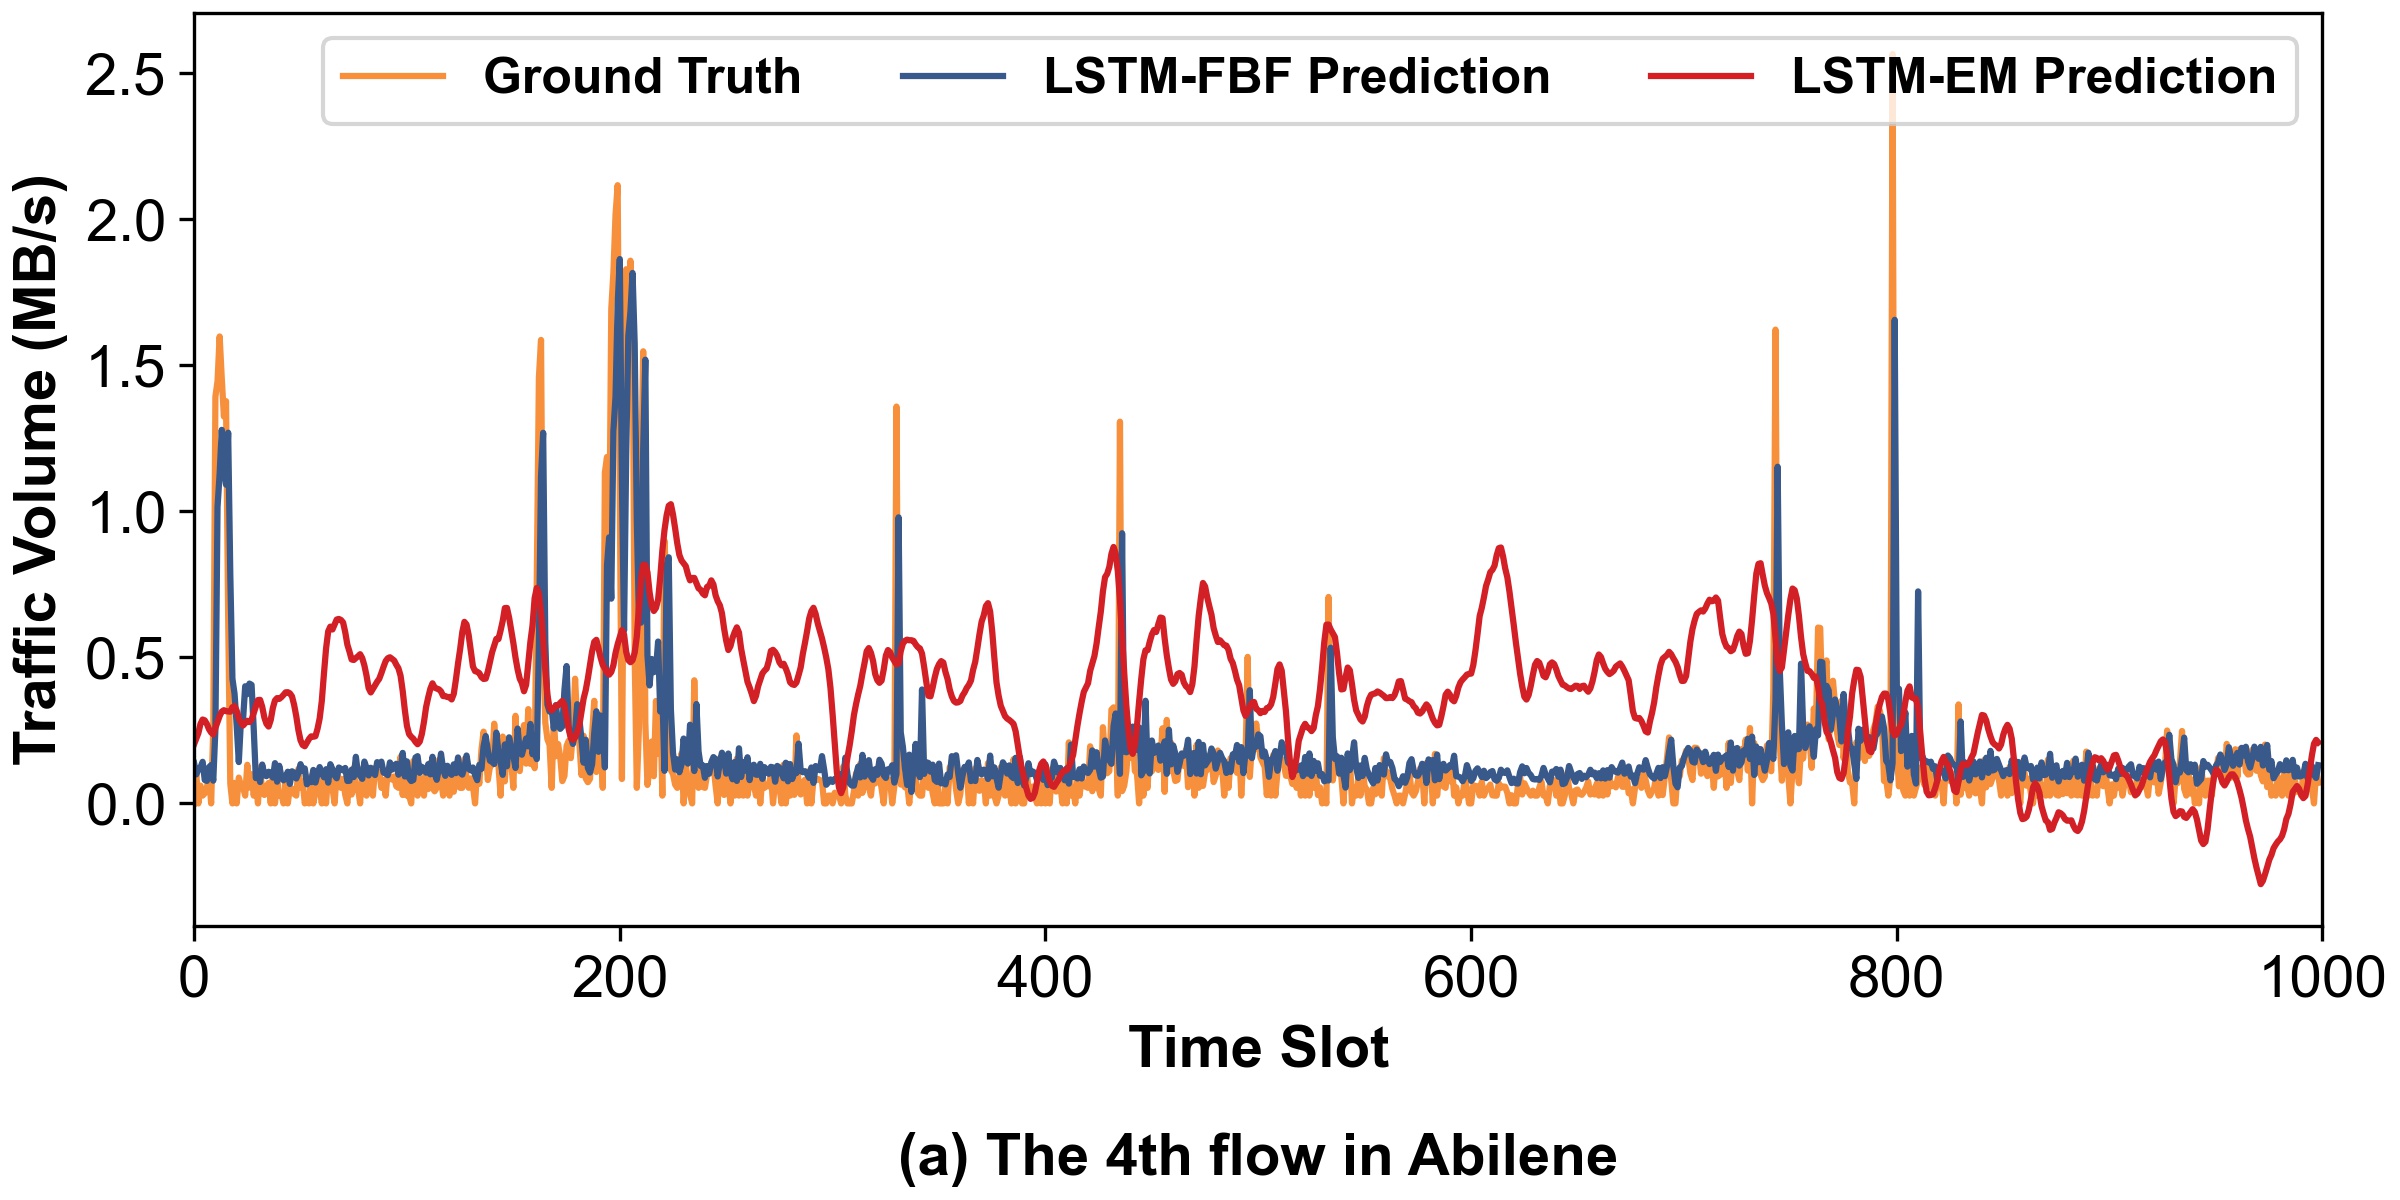 Ground Truth LSTM-FBF Prediction LSTM-EM Prediction
2.5
2.0
1.5
1.0
0.5
0.0
Traffic Volume (MB/s)
0 200 400 600 800 1000
Time Slot
(a) The 4th flow in Abilene